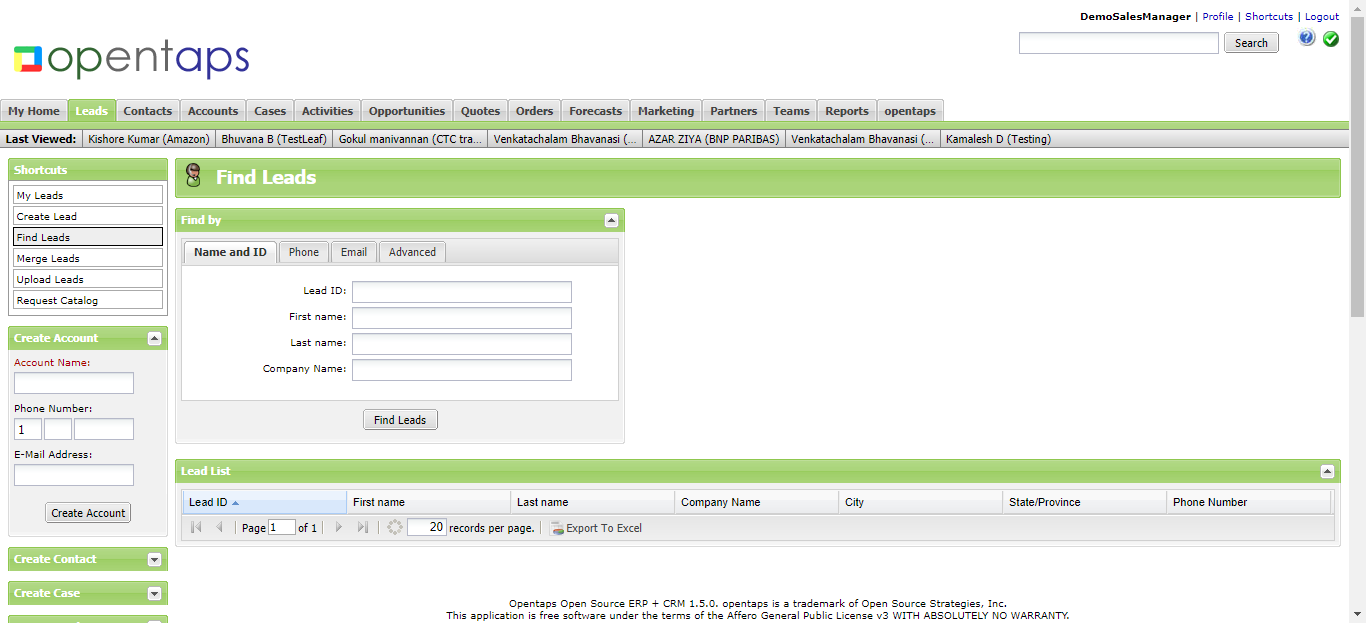 DemoSalesManager | Profile | Shortcuts | Logout
Search
opentaps
My Home Leads Contacts Accounts Cases Activities Opportunities Quotes Orders Forecasts Marketing Partners Teams Reports opentaps
Last Viewed: Kishore Kumar (Amazon) Bhuvana B (TestLeaf) Gokul manivannan (CTC tra... Venkatachalam Bhavanasi (... AZAR ZIYA (BNP PARIBAS) Venkatachalam Bhavanasi (... Kamalesh D (Testing)
Shortcuts
My Leads
Create Lead
Find Leads
Merge Leads
Upload Leads
Request Catalog
Create Account
Account Name:
Phone Number:
1
E-Mail Address:
Create Account
Create Contact
Create Case
Find Leads
Find by
Name and ID Phone Email Advanced
Lead ID:
First name:
Last name:
Company Name:
Find Leads
Lead List
Lead ID First name Last name Company Name City State/Province Phone Number
Page 1 of 1 20 records per page. Export To Excel
Opentaps Open Source ERP + CRM 1.5.0. opentaps is a trademark of Open Source Strategies, Inc.
This application is free software under the terms of the Affero General Public License v3 WITH ABSOLUTELY NO WARRANTY.